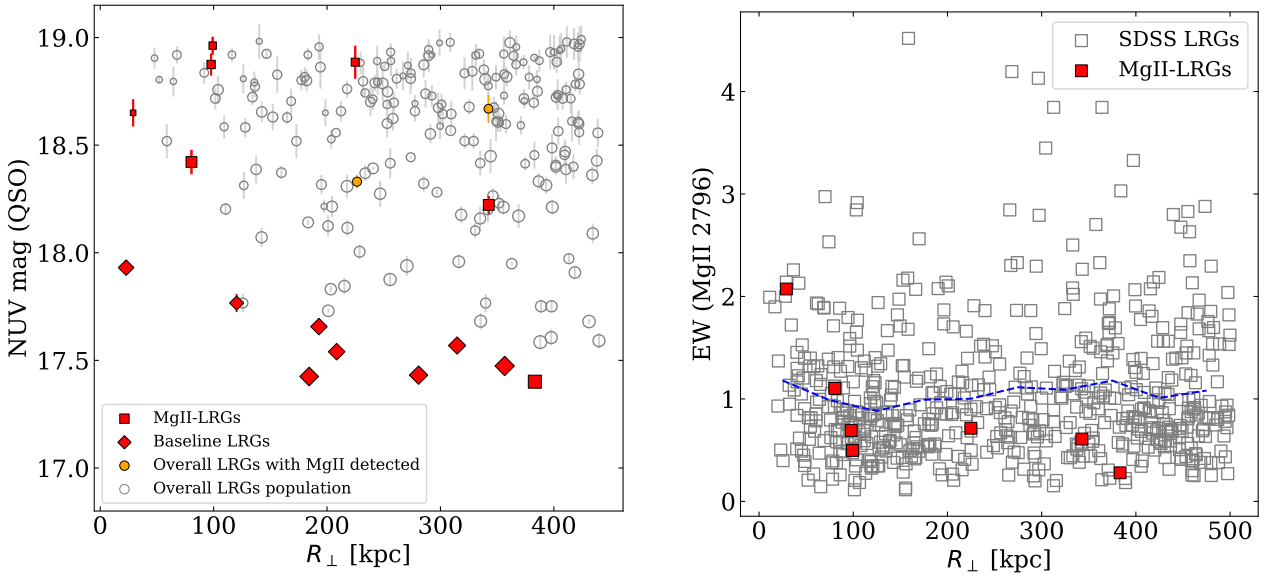 NUV mag (QSO)
19.0
18.5
18.0
17.5
17.0
MgII-LRGs
Baseline LRGs
Overall LRGs with MgII detected
Overall LRGs population
0 100 200 300 400
R⊥ [kpc]
EW (MgII 2796)
4
3
2
1
0
SDSS LRGs
MgII-LRGs
0 100 200 300 400 500
R⊥ [kpc]